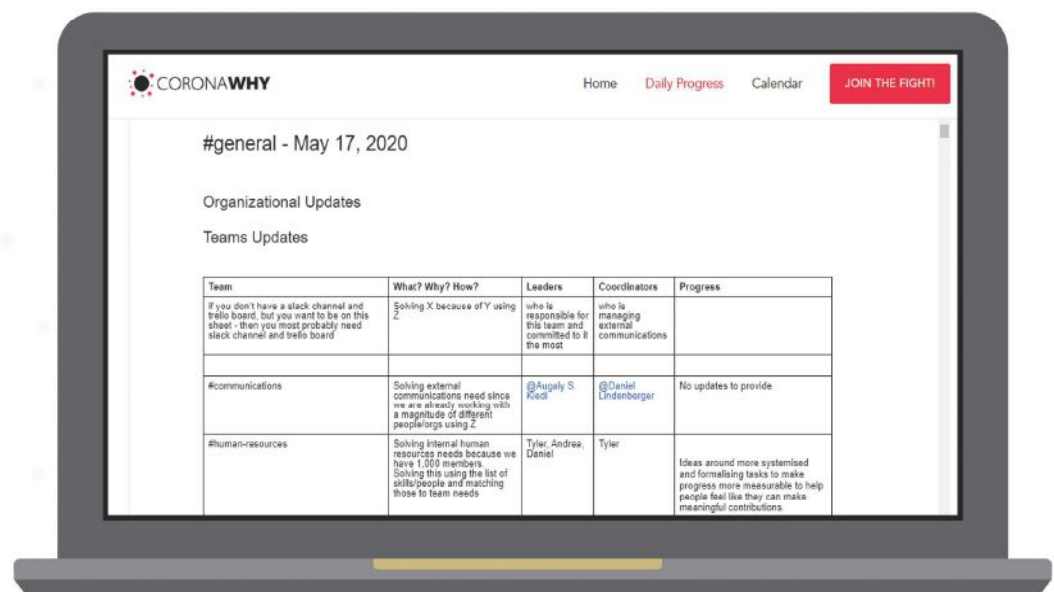 CORONAWHY
Home Daily Progress Calendar JOIN THE FIGHT!
#general - May 17, 2020
Organizational Updates
Teams Updates
Team What? Why? How? Leaders Coordinators Progress
if you don't have a slack channel and
trello board, but you want to be on this
sheet - then you most probably need
slack channel and trello board
Solving X because of Y using
Z
who is
responsible for
this team and
committed to it
the most
who is
managing
external
communications
#communications
Solving external
communications need since
we are already working with
a magnitude of different
people/orgs using Z
@Augaly S.
Kiedi
@Daniel
Lindenberger
No updates to provide
#human-resources
Solving internal human
resources needs because we
have 1,000 members.
Solving this using the list of
skills/people and matching
those to team needs
Tyler, Andrea,
Daniel
Tyler
Ideas around more systemised
and formalising tasks to make
progress more measurable to help
people feel like they can make
meaningful contributions.